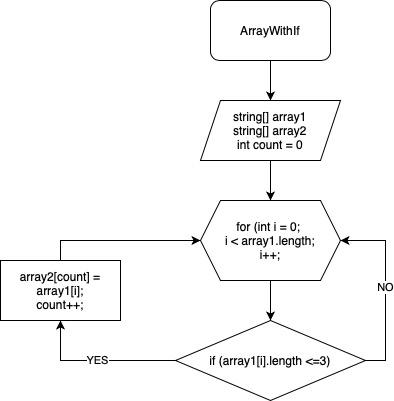 ArrayWithIf
string[] array1
string[] array2
int count = 0
for (int i = 0;
i < array1.length;
i++;
array2[count] =
array1[i];
count++;
NO
YES
if (array1[i].length <=3)